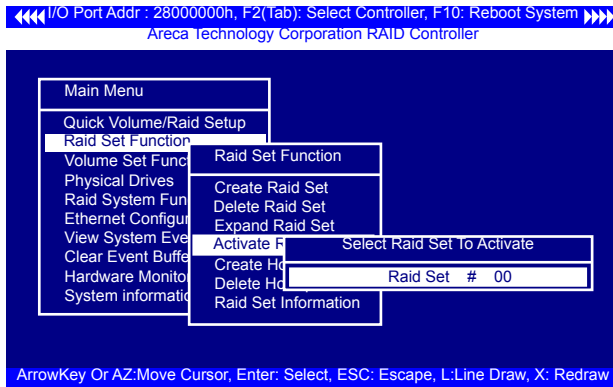 I/O Port Addr : 28000000h, F2(Tab): Select Controller, F10: Reboot System
Areca Technology Corporation RAID Controller
Main Menu
Quick Volume/Raid Setup
Raid Set Function
Volume Set Funct
Physical Drives
Raid System Fun
Ethernet Configur
View System Eve
Clear Event Buffe
Hardware Monito
System informatio
Raid Set Function
Create Raid Set
Delete Raid Set
Expand Raid Set
Activate R
Create Ho
Delete Ho
Raid Set Information
Select Raid Set To Activate
Raid Set # 00
ArrowKey Or AZ:Move Cursor, Enter: Select, ESC: Escape, L:Line Draw, X: Redraw